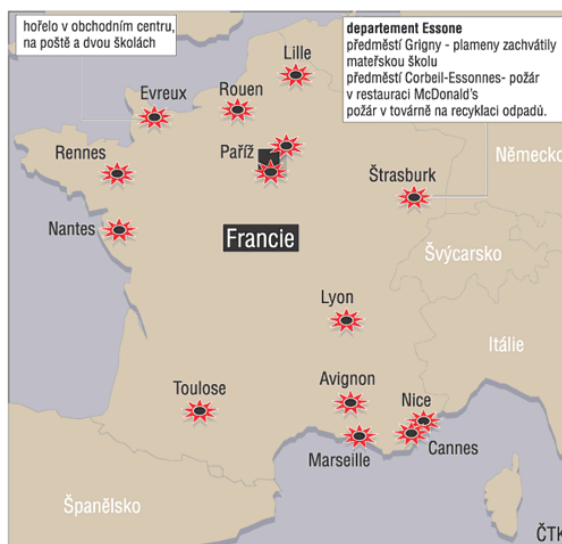 hořelo v obchodním centru,
na poště a dvou školách
departement Essone
předměstí Grigny - plameny zachvátily
mateřskou školu
předměstí Corbeil-Essonnes- požár
v restauraci McDonald's
požár v továrně na recyklaci odpadů.
Lille
Evreux
Rouen
Paříž
Německo
Rennes
Štrasburk
Nantes
Francie
Švýcarsko
Lyon
Itálie
Avignon
Toulose
Nice
Marseille
Cannes
Španělsko
ČTK